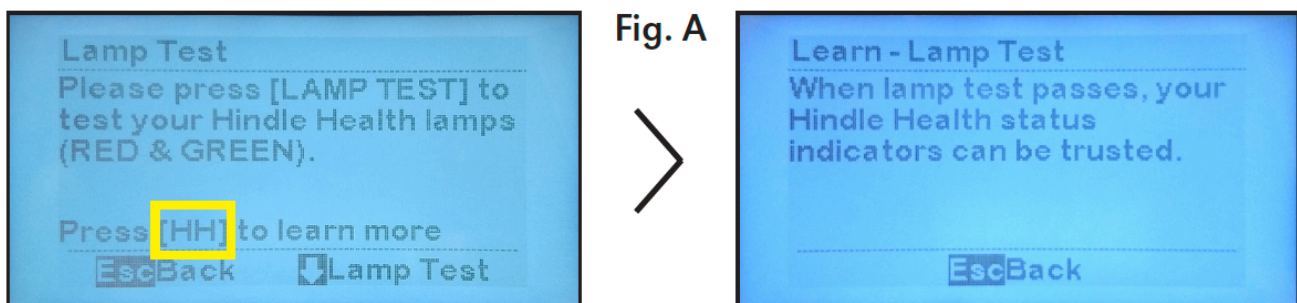 Fig. A
Lamp Test
Please press [LAMP TEST] to
test your Hindle Health lamps
(RED & GREEN).
Press [HH] to learn more
EscBack ⇩Lamp Test
Learn - Lamp Test
When lamp test passes, your
Hindle Health status
indicators can be trusted.
EscBack